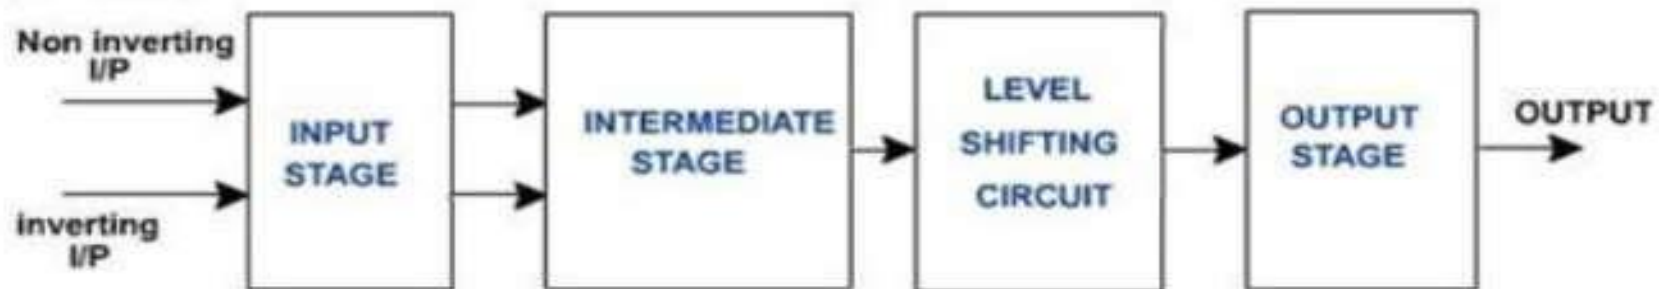 Non inverting
I/P
inverting
I/P
INPUT
STAGE
INTERMEDIATE
STAGE
LEVEL
SHIFTING
CIRCUIT
OUTPUT
STAGE
OUTPUT